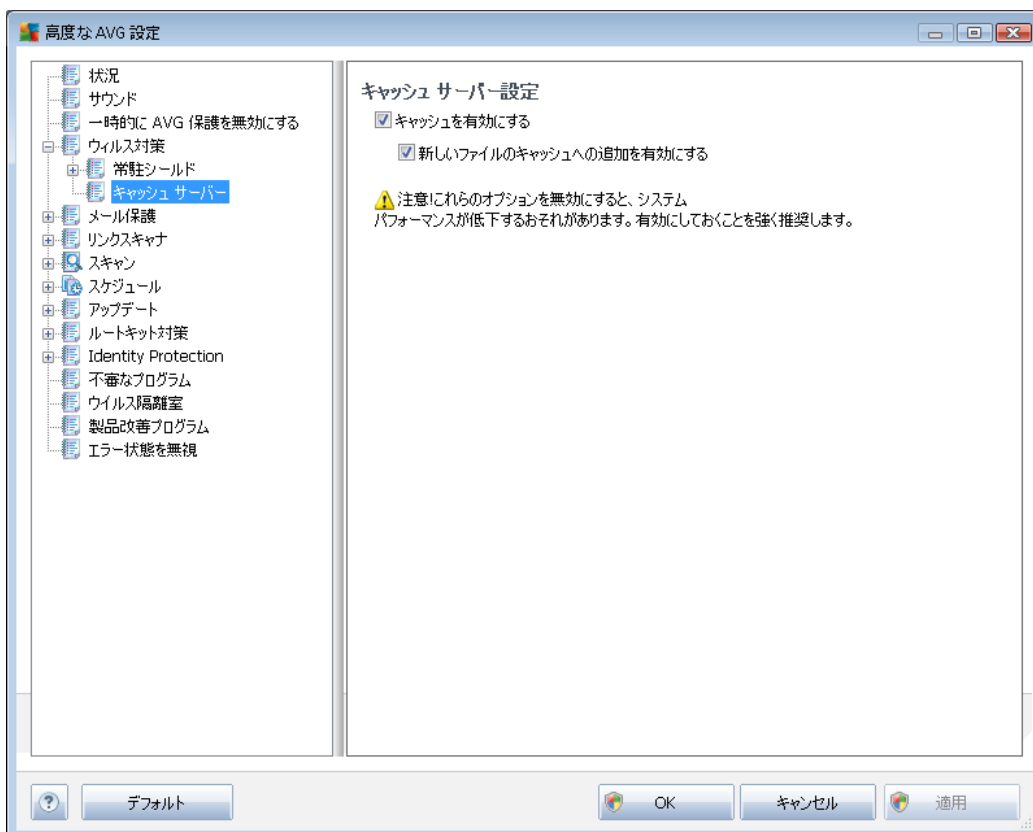 高度な AVG 設定
状況
サウンド
一時的に AVG 保護を無効にする
ウィルス対策
常駐シールド
キャッシュ サーバー
メール保護
リンクスキャナ
スキャン
スケジュール
アップデート
ルートキット対策
Identity Protection
不審なプログラム
ウイルス隔離室
製品改善プログラム
エラー状態を無視
キャッシュ サーバー設定
キャッシュを有効にする
新しいファイルのキャッシュへの追加を有効にする
注意!これらのオプションを無効にすると、システム
パフォーマンスが低下するおそれがあります。有効にしておくことを強く推奨します。
?
デフォルト
OK
キャンセル
適用